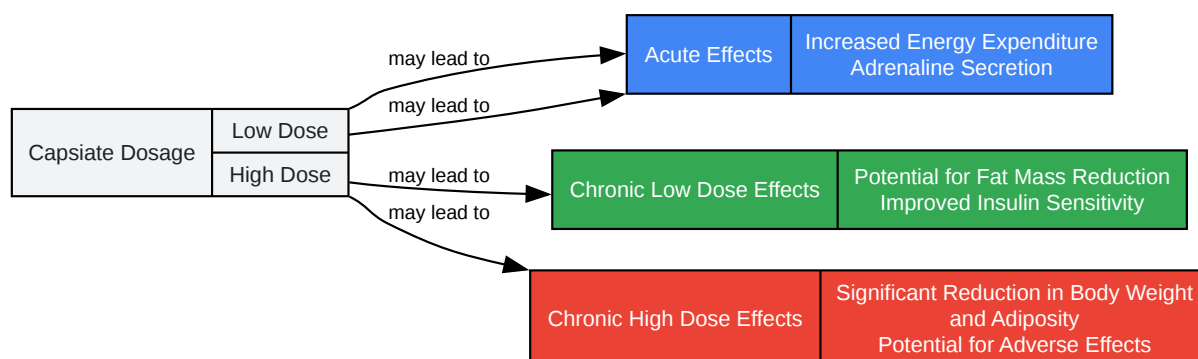 Capsiate Dosage
Low Dose
High Dose
may lead to
may lead to
may lead to
may lead to
Acute Effects
Increased Energy Expenditure
Adrenaline Secretion
Chronic Low Dose Effects
Potential for Fat Mass Reduction
Improved Insulin Sensitivity
Chronic High Dose Effects
Significant Reduction in Body Weight
and Adiposity
Potential for Adverse Effects